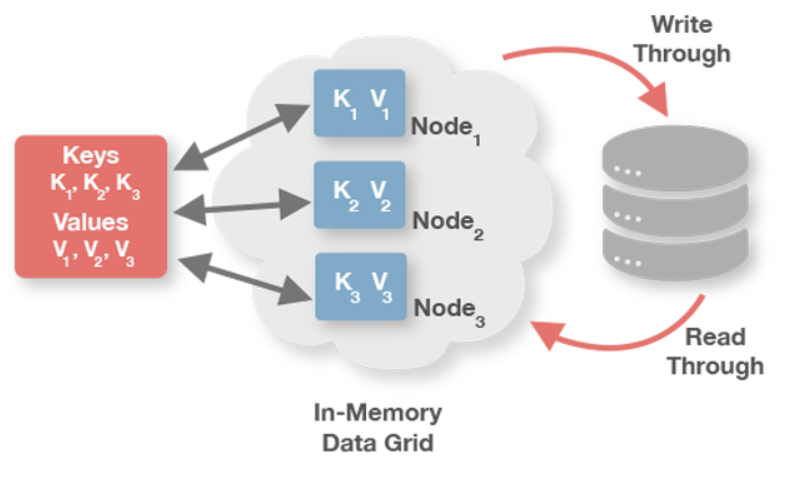 Keys
K₁, K₂, K₃
Values
V₁, V₂, V₃
K₁ V₁
Node₁
K₂ V₂
Node₂
K₃ V₃
Node₃
In-Memory
Data Grid
Write
Through
Read
Through